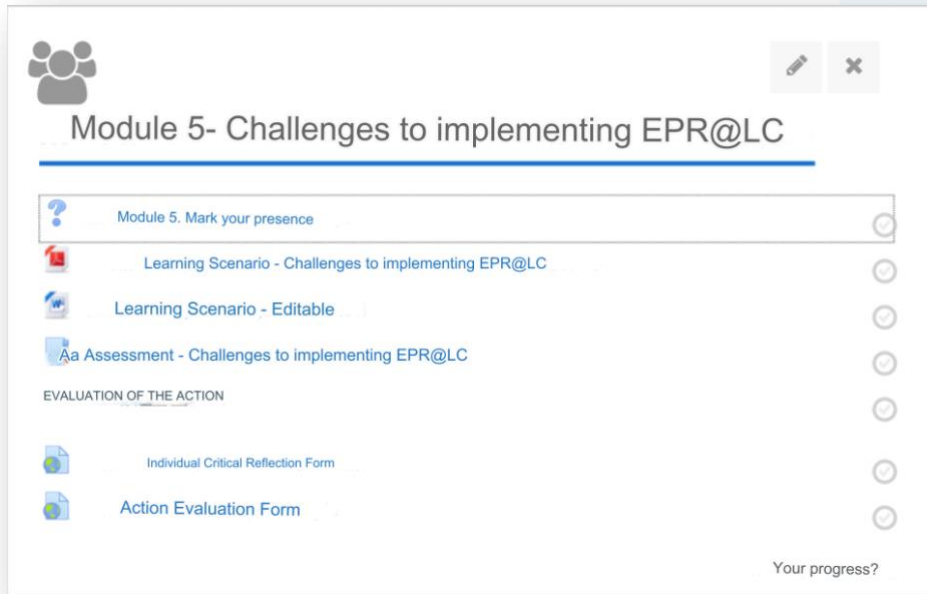 Module 5- Challenges to implementing EPR@LC
Module 5. Mark your presence
Learning Scenario - Challenges to implementing EPR@LC
Learning Scenario - Editable
Aa Assessment - Challenges to implementing EPR@LC
EVALUATION OF THE ACTION
Individual Critical Reflection Form
Action Evaluation Form
Your progress?